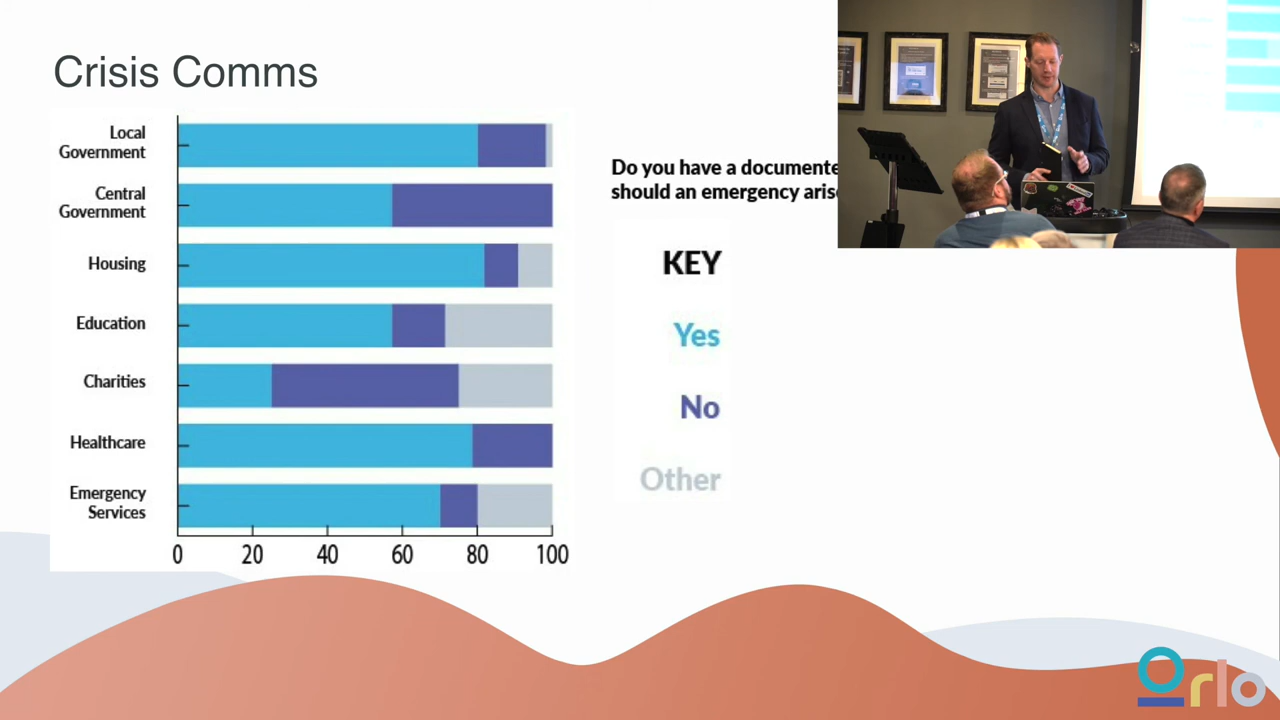 Crisis Comms
Local
Government
Central
Government
Housing
Education
Charities
Healthcare
Emergency
Services
0 20 40 60 80 100
Do you have a documente
should an emergency aris
KEY
Yes
No
Other
Orlo